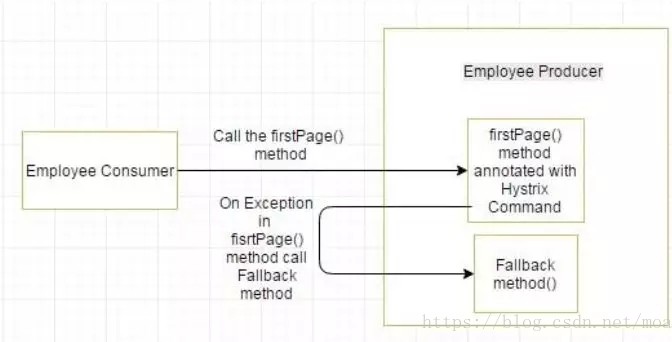 Employee Producer
Employee Consumer
Call the firstPage()
method
firstPage()
method
annotated with
Hystrix
Command
On Exception
in
fisrtPage()
method call
Fallback
method
Fallback
method()
https://blog.csdn.net/moa